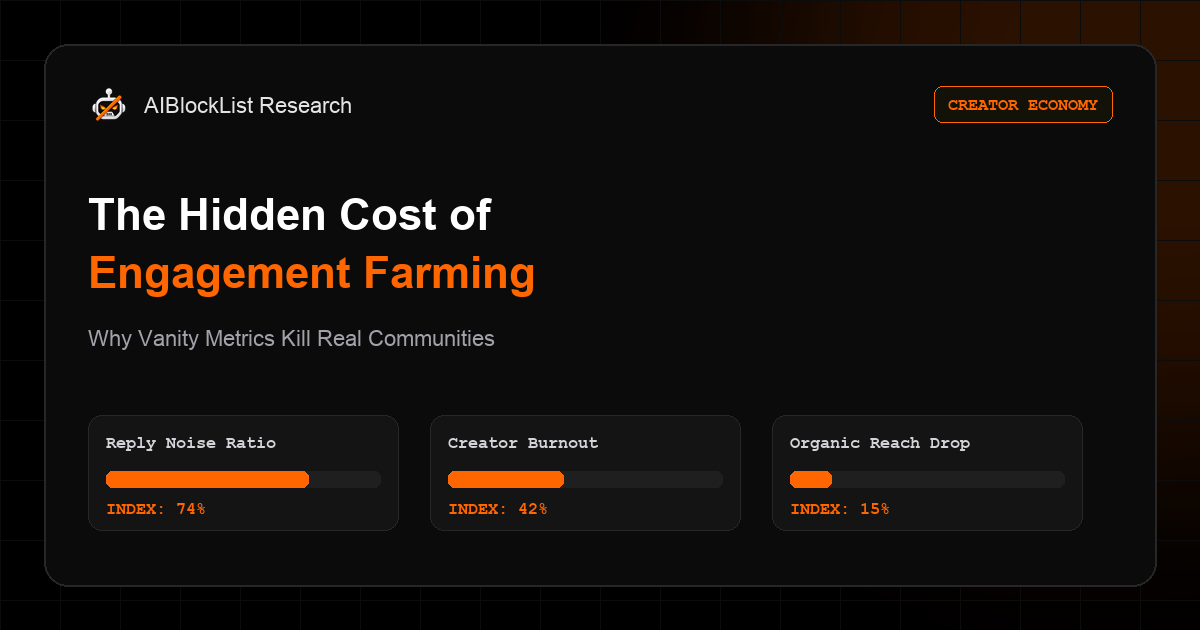 AIBlockList Research
CREATOR ECONOMY
The Hidden Cost of
Engagement Farming
Why Vanity Metrics Kill Real Communities
Reply Noise Ratio
INDEX: 74%
Creator Burnout
INDEX: 42%
Organic Reach Drop
INDEX: 15%